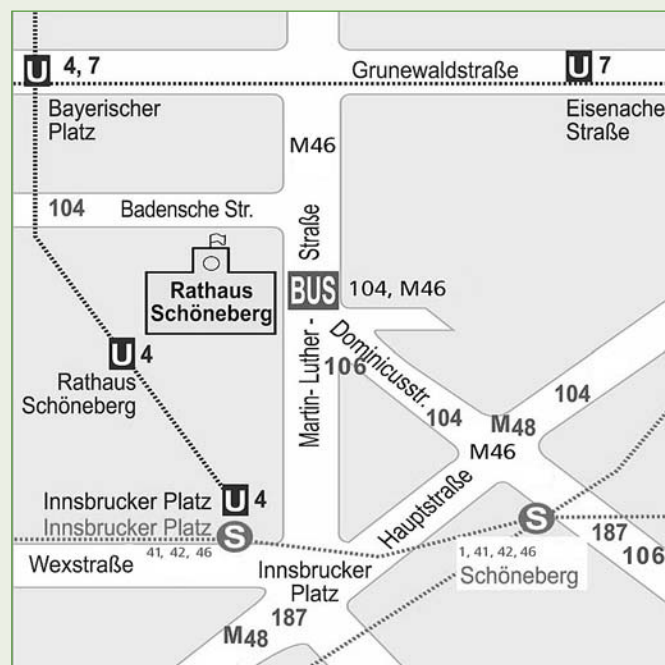 U 4, 7
Grunewaldstraße
U 7
Bayerischer
Platz
Eisenache
Straße
M46
104
Badensche Str.
Martin-Luther - Straße
Rathaus
Schöneberg
BUS 104, M46
Dominicusstr.
106
U 4
Rathaus
Schöneberg
104
104
M48
M46
Hauptstraße
Innsbrucker Platz U 4
Innsbrucker Platz S
41, 42, 46
Wexstraße
S
1, 41, 42, 46
Schöneberg
187
106
Innsbrucker
Platz
187
M48